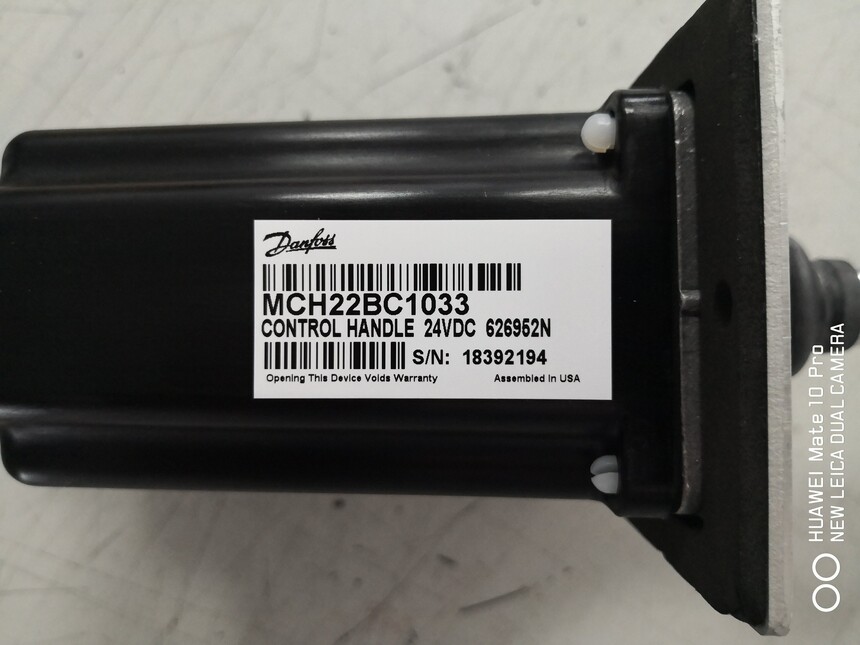 Danfoss
MCH22BC1033
CONTROL HANDLE 24VDC 626952N
S/N: 18392194
Opening This Device Voids Warranty Assembled in USA
HUAWEI Mate 10 Pro
NEW LEICA DUAL CAMERA